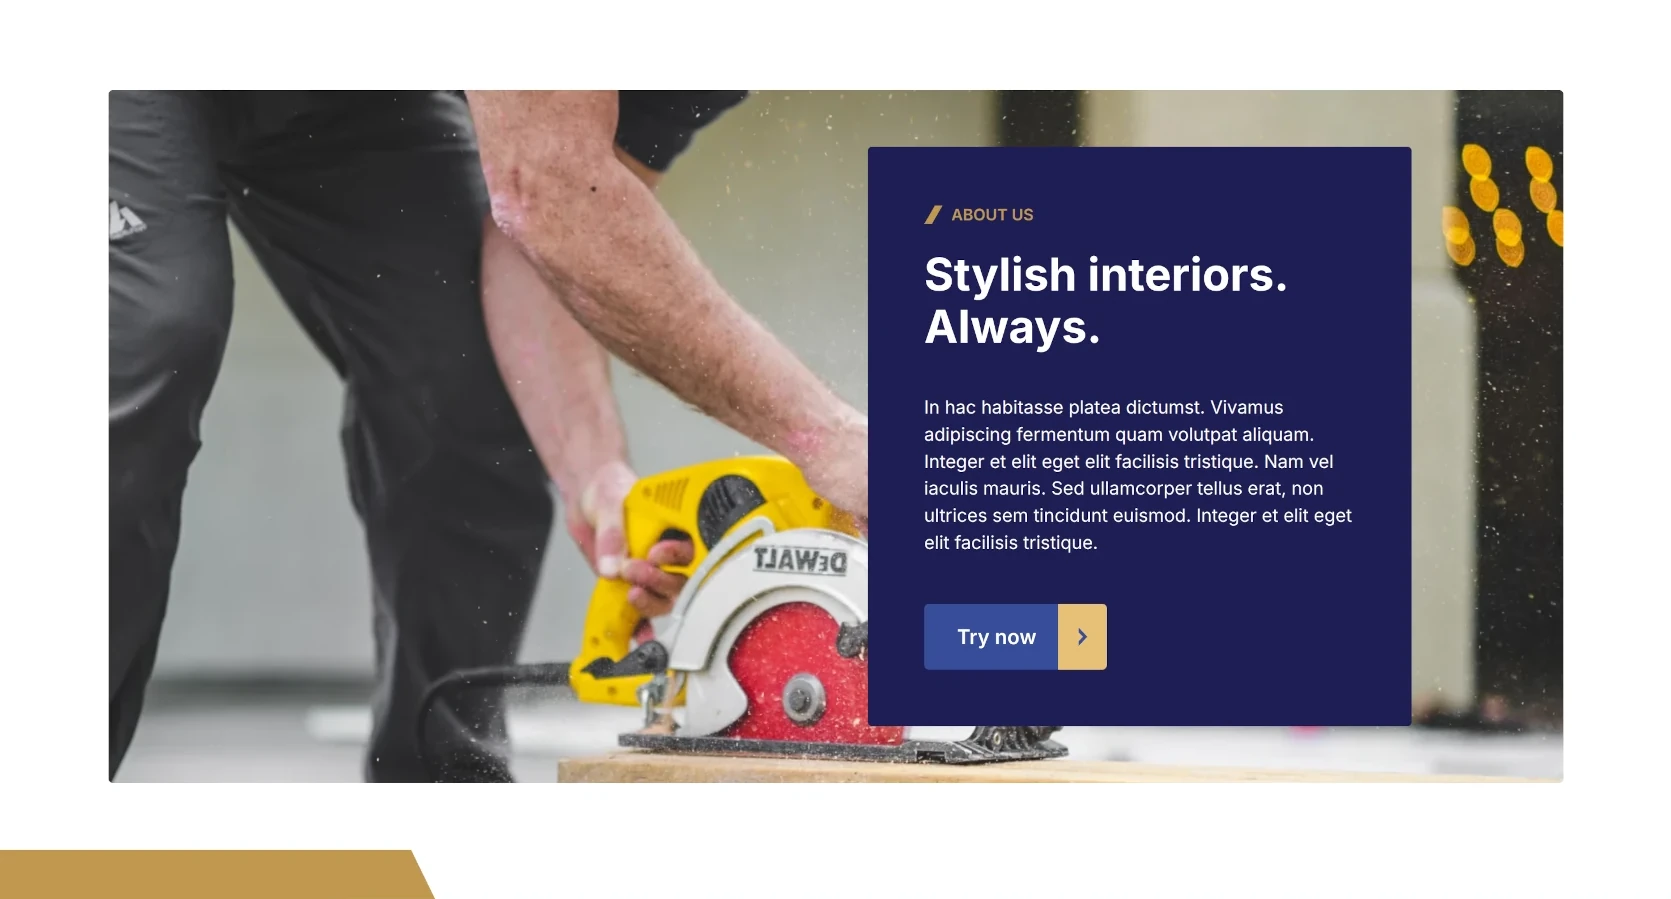 ABOUT US
Stylish interiors.
Always.
In hac habitasse platea dictumst. Vivamus
adipiscing fermentum quam volutpat aliquam.
Integer et elit eget elit facilisis tristique. Nam vel
iaculis mauris. Sed ullamcorper tellus erat, non
ultrices sem tincidunt euismod. Integer et elit eget
elit facilisis tristique.
DEWALT
Try now